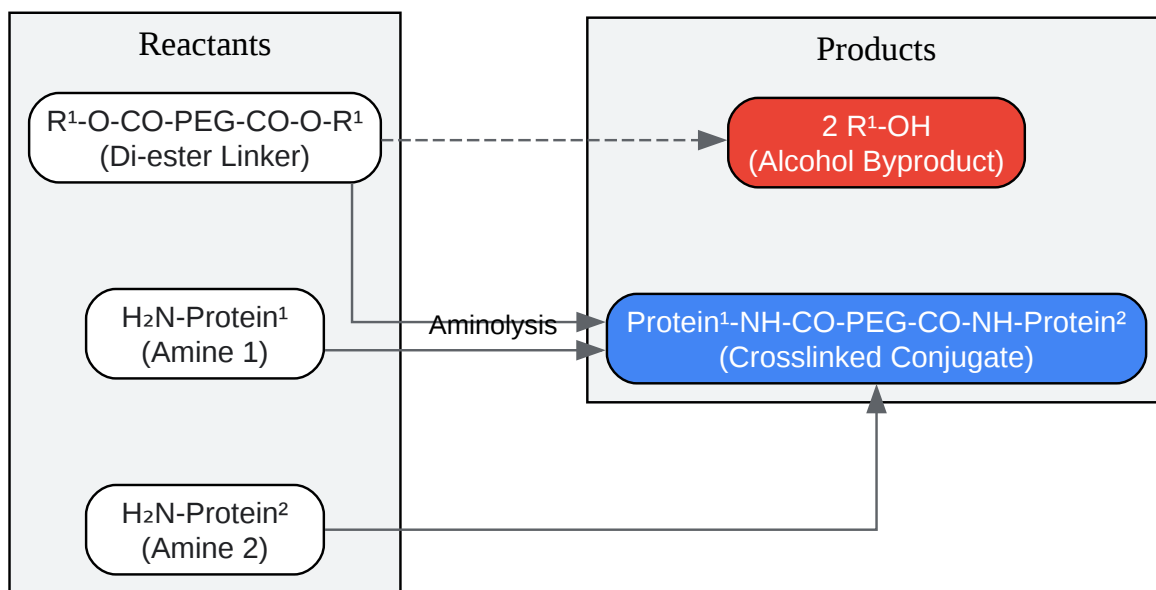 Reactants
R¹-O-CO-PEG-CO-O-R¹
(Di-ester Linker)
H₂N-Protein¹
(Amine 1)
H₂N-Protein²
(Amine 2)
Aminolysis
Products
2 R¹-OH
(Alcohol Byproduct)
Protein¹-NH-CO-PEG-CO-NH-Protein²
(Crosslinked Conjugate)